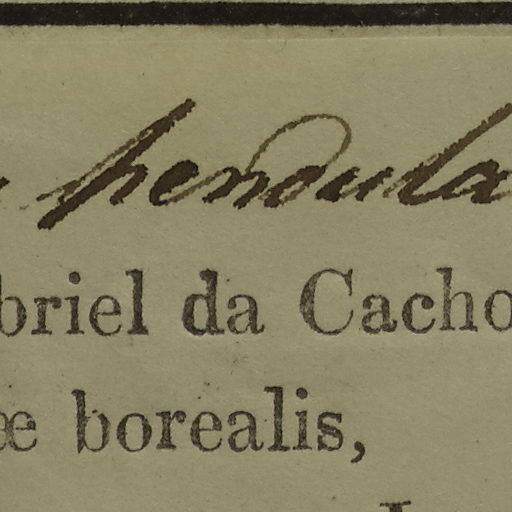 pendula
briel da Cacho
æ borealis,